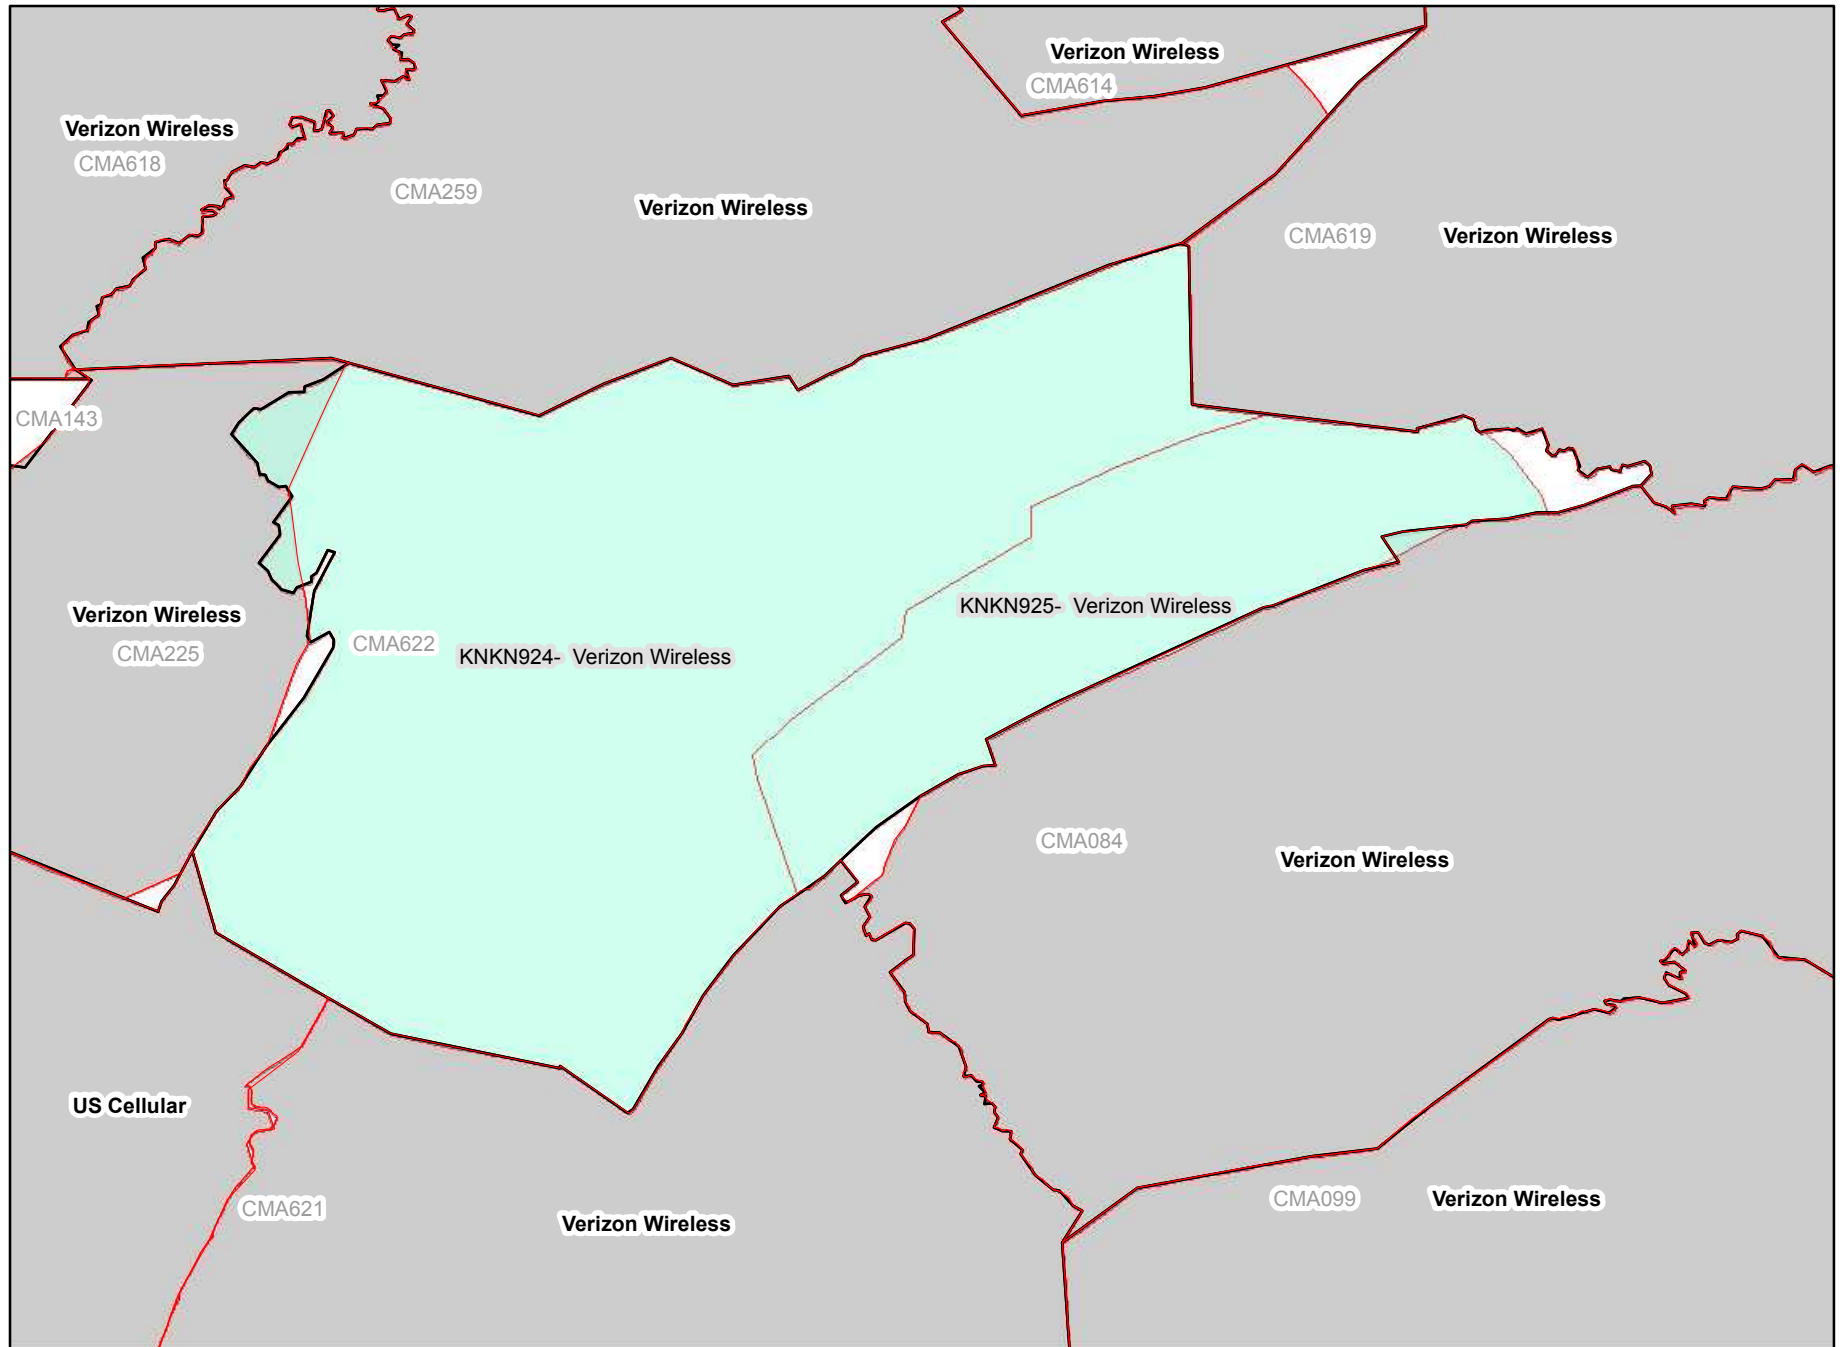 Verizon Wireless
CMA614
Verizon Wireless
CMA618
CMA259
Verizon Wireless
CMA619
Verizon Wireless
CMA143
Verizon Wireless
CMA225
CMA622
KNKN924- Verizon Wireless
KNKN925- Verizon Wireless
CMA084
Verizon Wireless
US Cellular
CMA621
Verizon Wireless
CMA099
Verizon Wireless